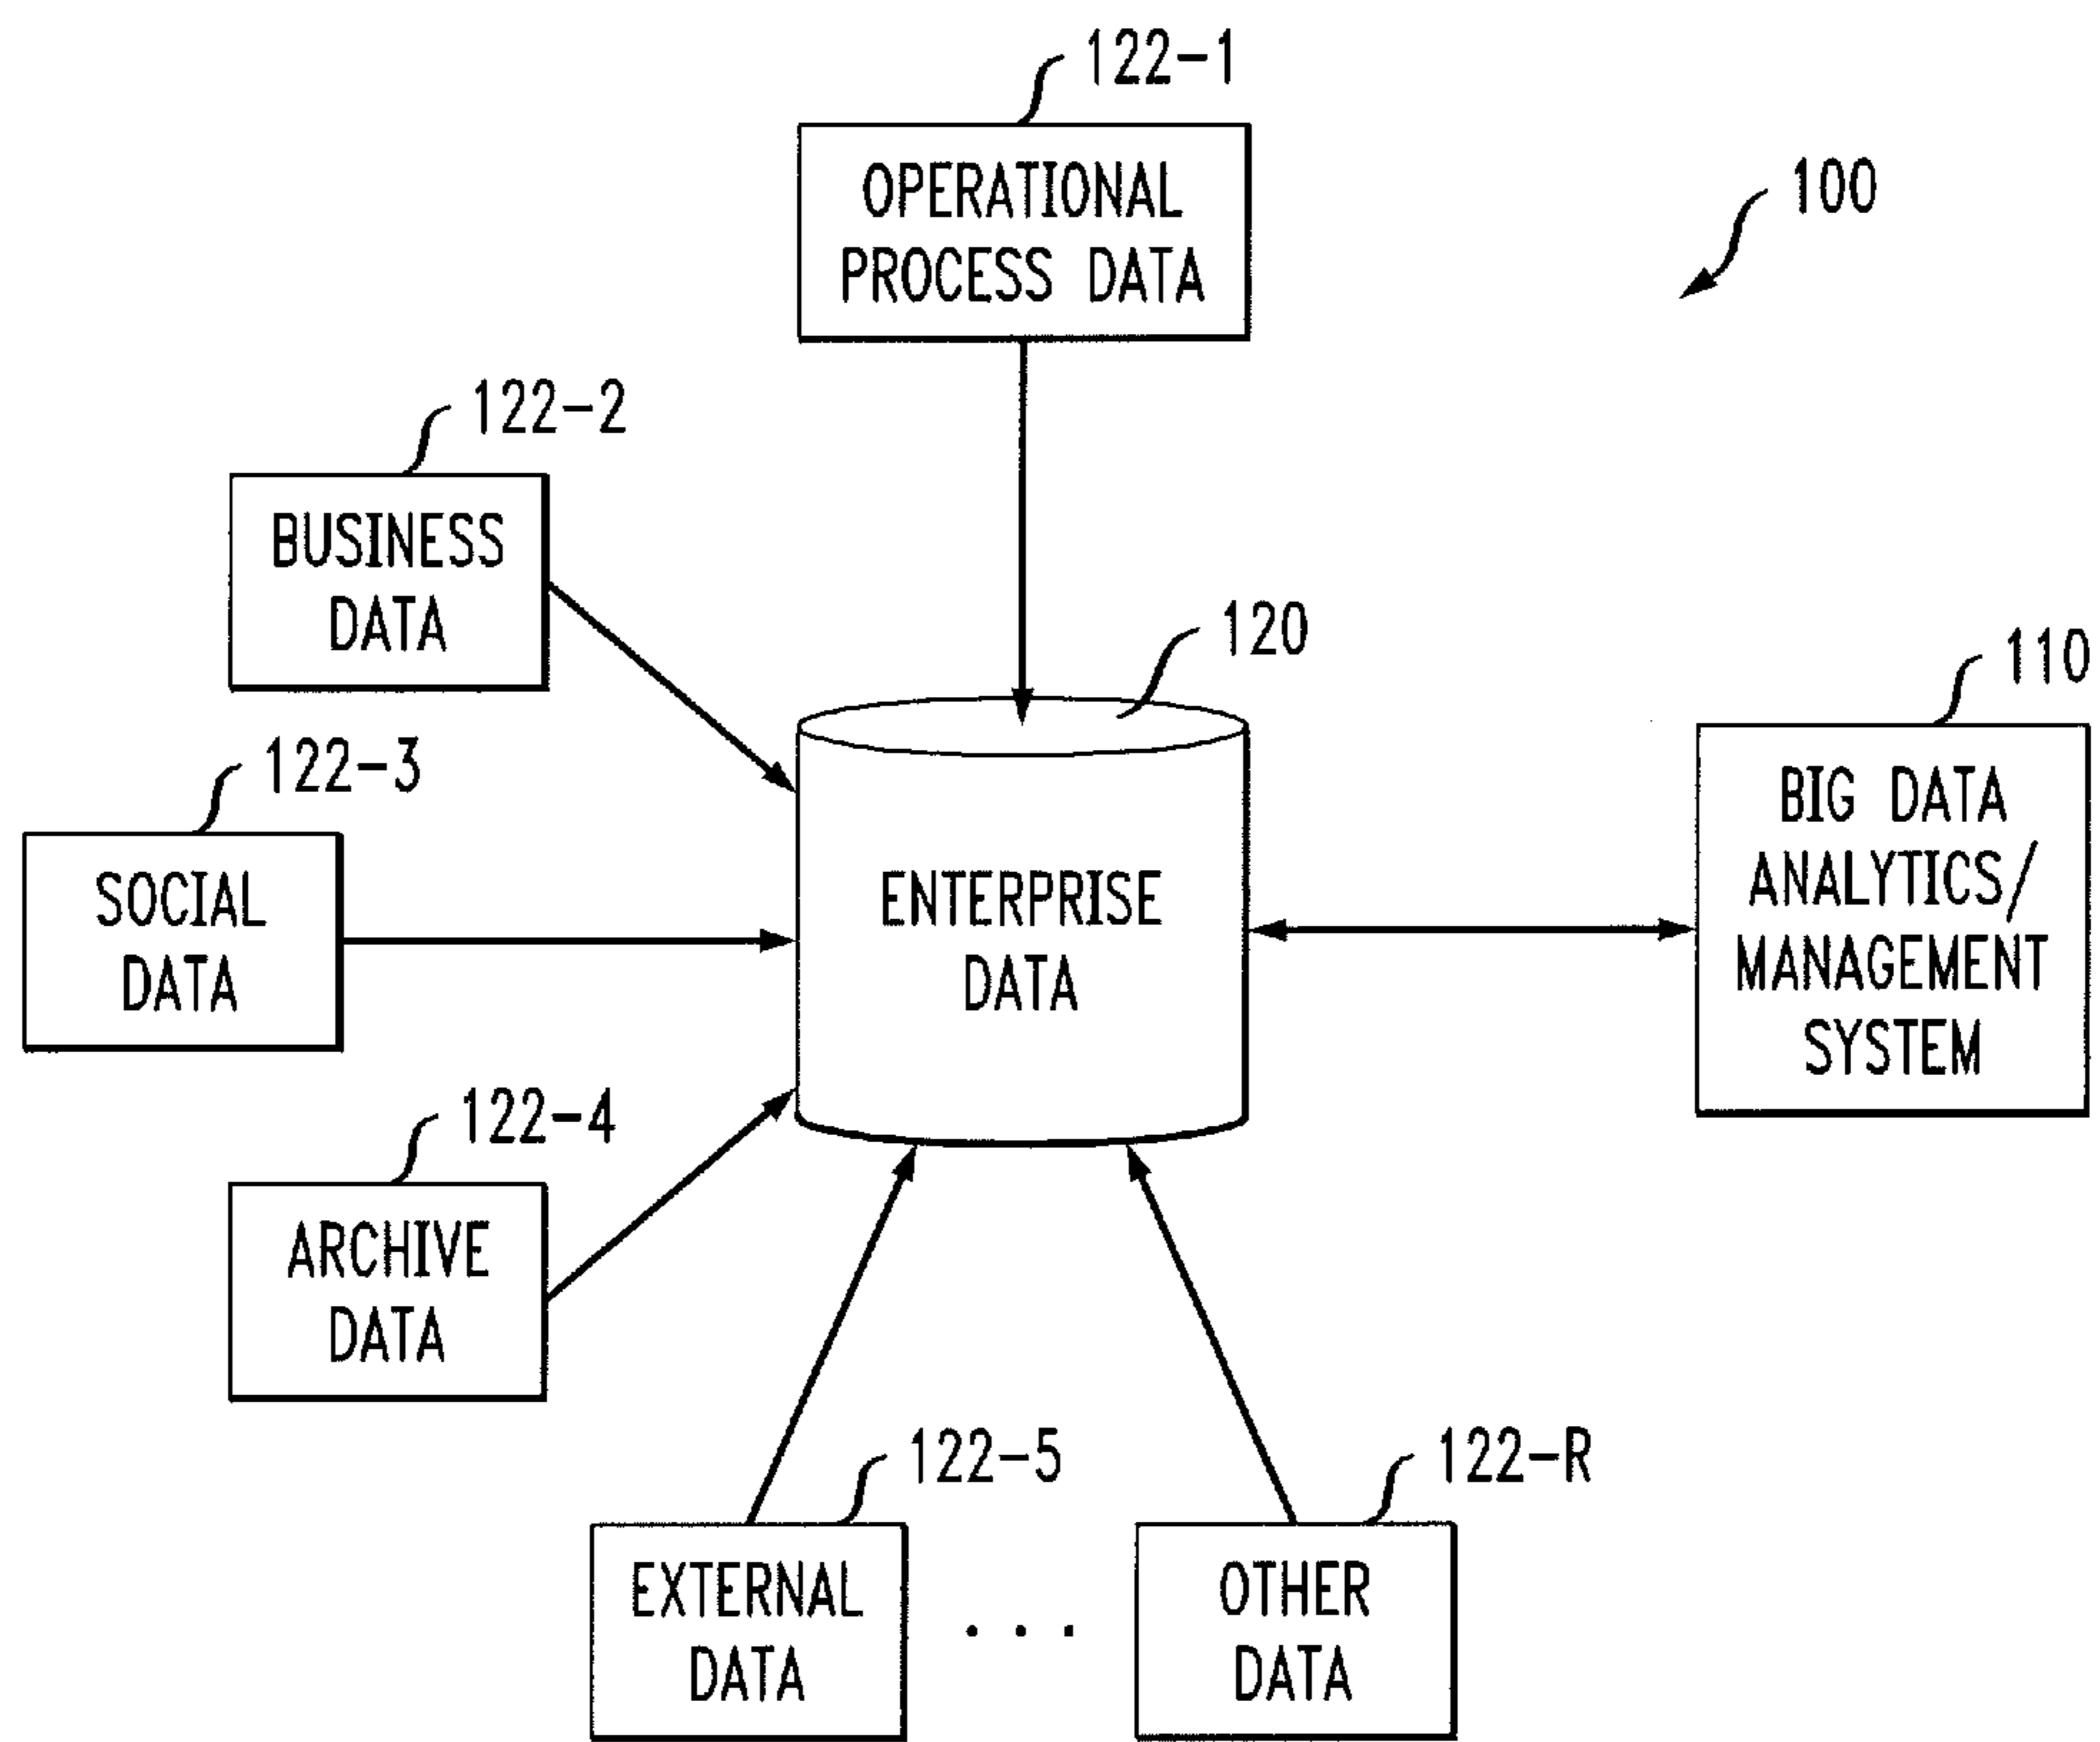 122-1
OPERATIONAL
PROCESS DATA
100
122-2
BUSINESS
DATA
120
110
122-3
SOCIAL
DATA
ENTERPRISE
DATA
BIG DATA
ANALYTICS/
MANAGEMENT
SYSTEM
122-4
ARCHIVE
DATA
122-5
EXTERNAL
DATA
. . .
122-R
OTHER
DATA